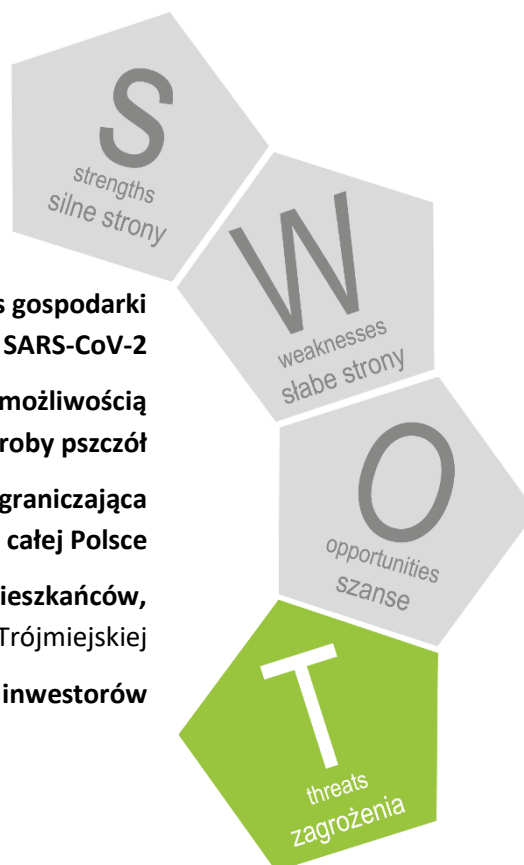 S
strengths
silne strony
W
weaknesses
słabe strony
O
opportunities
szanse
T
threats
zagrożenia
s gospodarki
SARS-CoV-2
możliwością
roby pszczół
graniczająca
całej Polsce
ieszkańców,
Trójmiejskiej
inwestorów